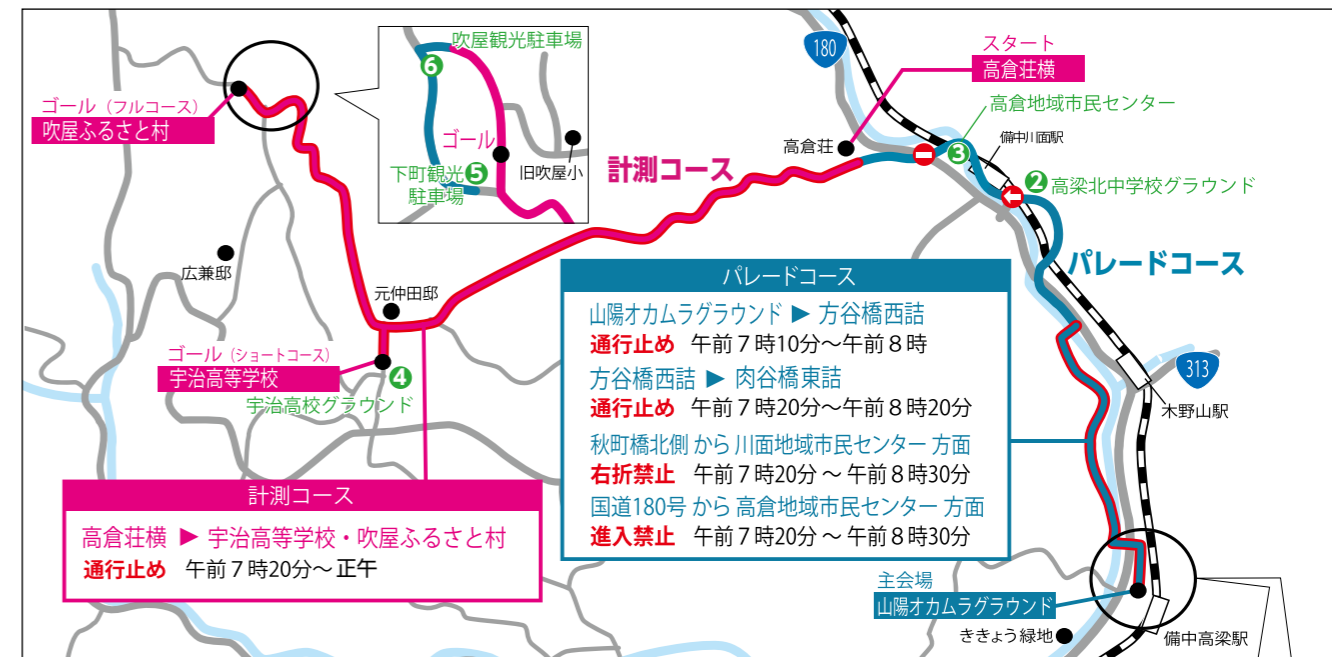 吹屋観光駐車場
❻
ゴール
下町観光❺
駐車場
旧吹屋小
180
スタート
高倉荘横
高倉地域市民センター
備中川面駅
高倉荘
❸
❷高梁北中学校グラウンド
ゴール（フルコース）
吹屋ふるさと村
計測コース
パレードコース
広兼邸
元仲田邸
ゴール（ショートコース）
宇治高等学校
❹
宇治高校グラウンド
313
木野山駅
パレードコース
山陽オカムラグラウンド ▶ 方谷橋西詰
通行止め 午前７時10分～午前８時
方谷橋西詰 ▶ 肉谷橋東詰
通行止め 午前７時20分～午前８時20分
秋町橋北側 から 川面地域市民センター 方面
右折禁止 午前７時20分 ～ 午前８時30分
国道180号 から 高倉地域市民センター 方面
進入禁止 午前７時20分 ～ 午前８時30分
計測コース
高倉荘横 ▶ 宇治高等学校・吹屋ふるさと村
通行止め 午前７時20分～ 正午
主会場
山陽オカムラグラウンド
ききょう緑地
備中高梁駅